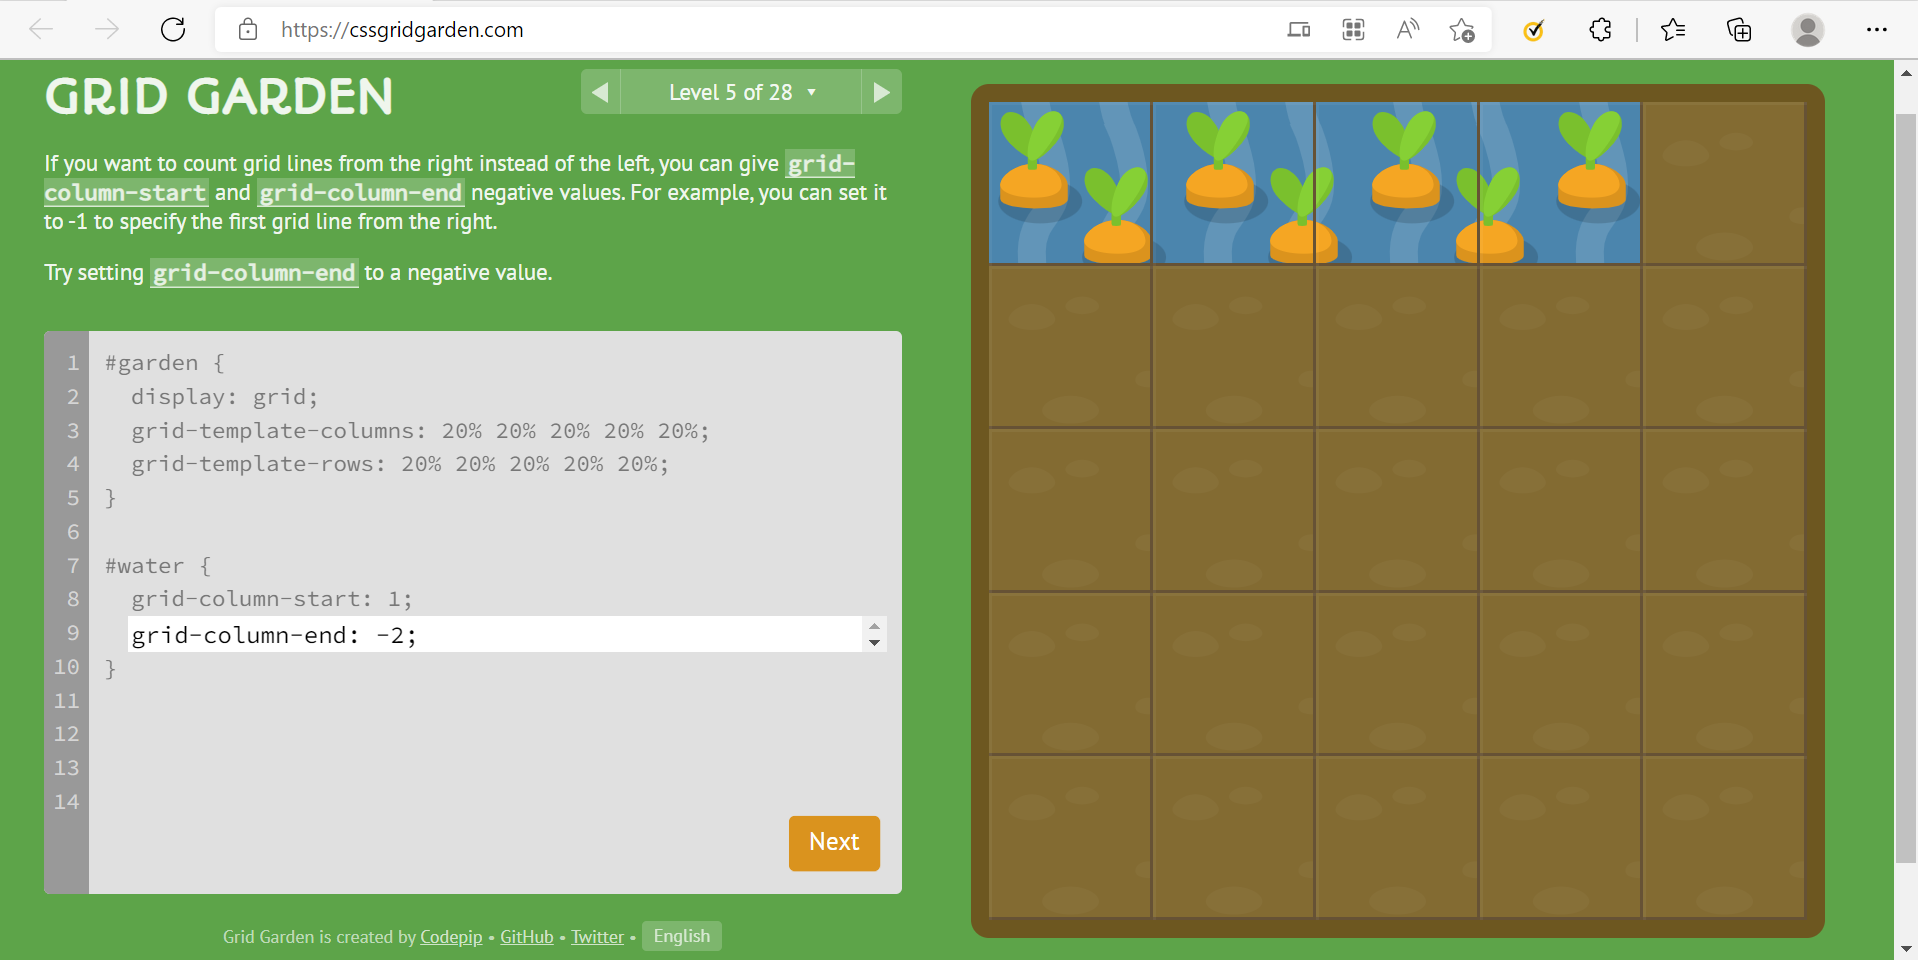 https://cssgridgarden.com
GRID GARDEN
Level 5 of 28
If you want to count grid lines from the right instead of the left, you can give grid-
column-start and grid-column-end negative values. For example, you can set it
to -1 to specify the first grid line from the right.
Try setting grid-column-end to a negative value.
1 #garden {
2 display: grid;
3 grid-template-columns: 20% 20% 20% 20% 20%;
4 grid-template-rows: 20% 20% 20% 20% 20%;
5 }
6
7 #water {
8 grid-column-start: 1;
9 grid-column-end: -2;
10 }
11
12
13
14
Next
Grid Garden is created by Codepip • GitHub • Twitter • English